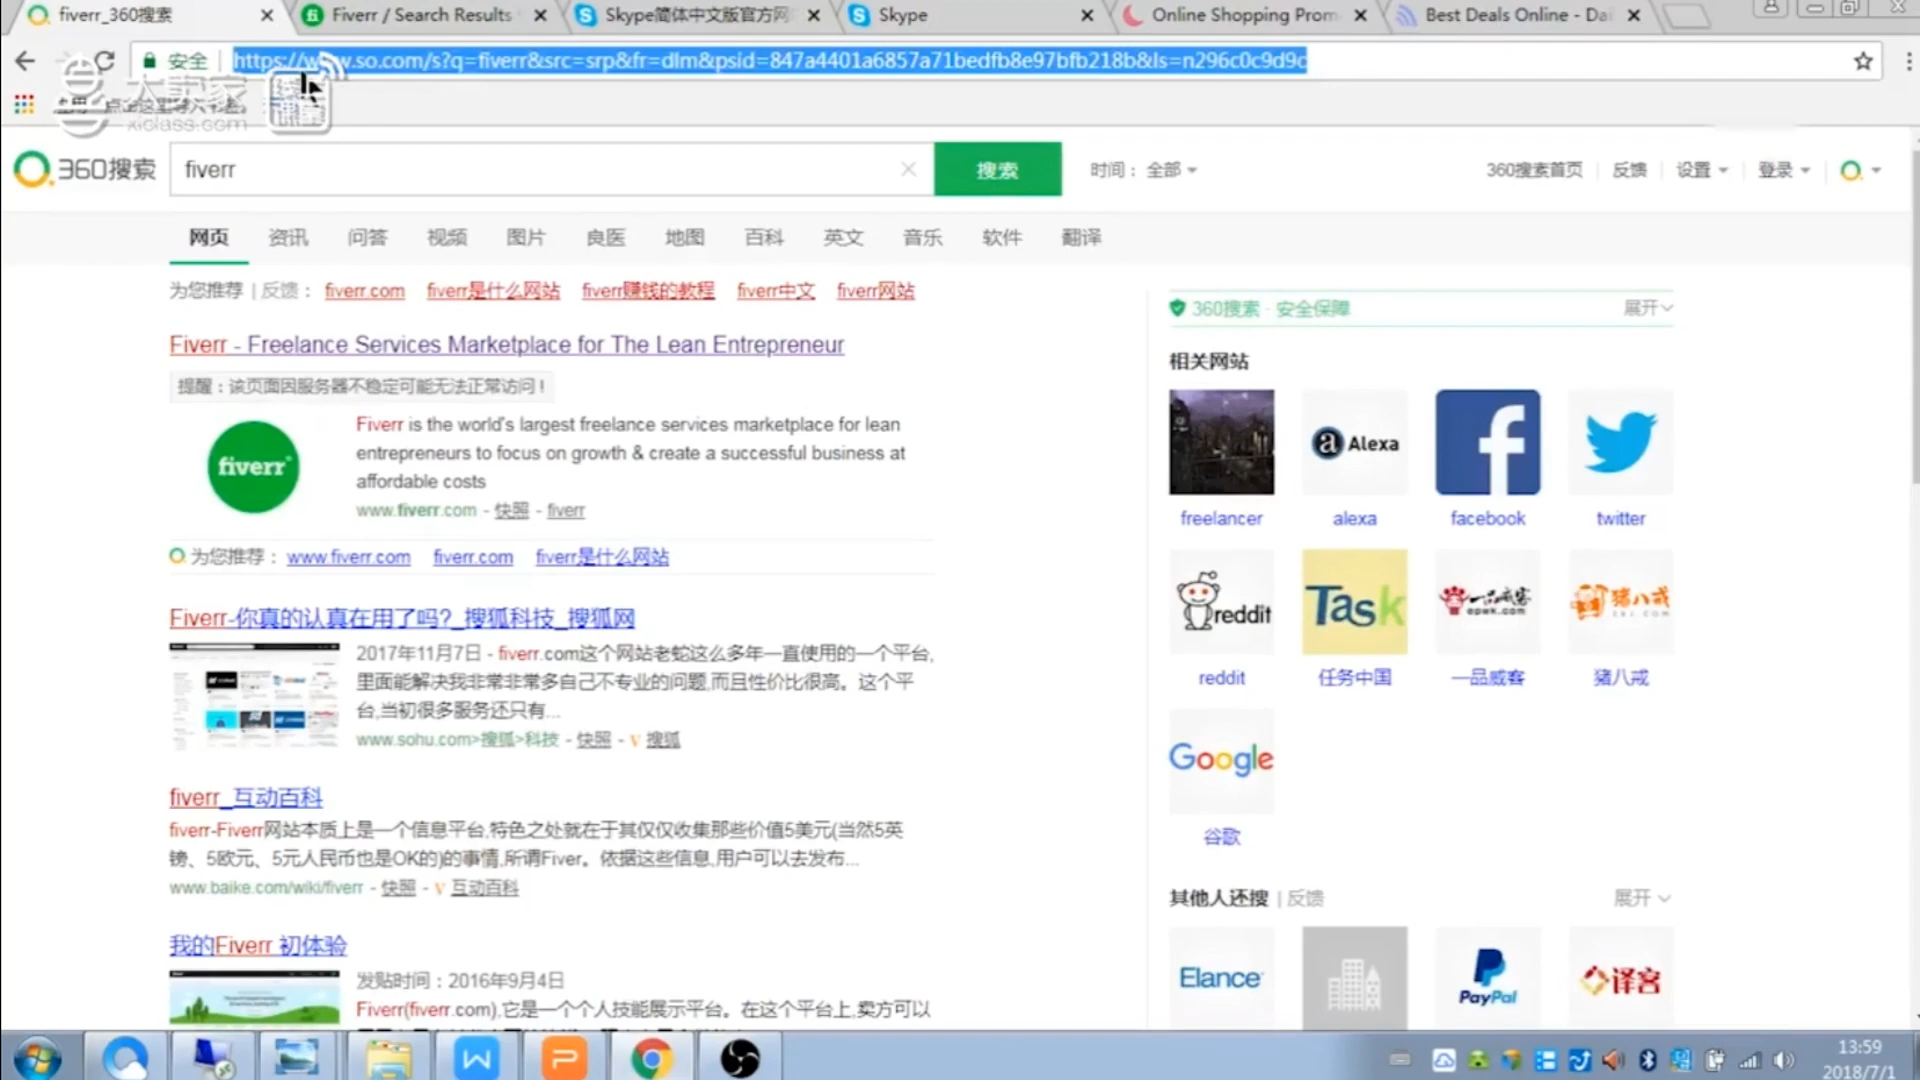 fiverr_360搜索
Fiverr / Search Results
Skype简体中文版官方网
Skype
Online Shopping Prom
Best Deals Online - Dai
安全
https://www.so.com/s?q=fiverr&src=srp&fr=dlm&psid=847a4401a6857a71bedfb8e97bfb218b&ls=n296c0c9d9c
xiclass.com
360搜索
fiverr
搜索
时间： 全部
360搜索首页
反馈
设置
登录
网页 资讯 问答 视频 图片 良医 地图 百科 英文 音乐 软件 翻译
为您推荐 | 反馈： fiverr.com fiverr是什么网站 fiverr赚钱的教程 fiverr中文 fiverr网站
Fiverr - Freelance Services Marketplace for The Lean Entrepreneur
提醒：该页面因服务器不稳定可能无法正常访问！
fiverr
Fiverr is the world's largest freelance services marketplace for lean
entrepreneurs to focus on growth & create a successful business at
affordable costs
www.fiverr.com - 快照 - fiverr
为您推荐： www.fiverr.com fiverr.com fiverr是什么网站
Fiverr-你真的认真在用了吗?_搜狐科技_搜狐网
2017年11月7日 - fiverr.com这个网站老蛇这么多年一直使用的一个平台,
里面能解决我非常非常多自己不专业的问题,而且性价比很高。这个平
台,当初很多服务还只有...
www.sohu.com>搜狐>科技 - 快照 - V 搜狐
fiverr_互动百科
fiverr-Fiverr网站本质上是一个信息平台,特色之处就在于其仅仅收集那些价值5美元(当然5英
镑、5欧元、5元人民币也是OK的)的事情,所谓Fiver。依据这些信息,用户可以去发布...
www.baike.com/wiki/fiverr - 快照 - V 互动百科
我的Fiverr 初体验
发贴时间：2016年9月4日
Fiverr(fiverr.com),它是一个个人技能展示平台。在这个平台上,卖方可以
360搜索 · 安全保障
展开
相关网站
Alexa
freelancer
alexa
facebook
twitter
reddit
Task
一品威客
epwk.com
猪八戒
reddit
任务中国
一品威客
猪八戒
Google
谷歌
其他人还搜 | 反馈
展开
Elance
PayPal
译客
13:59
2018/7/1